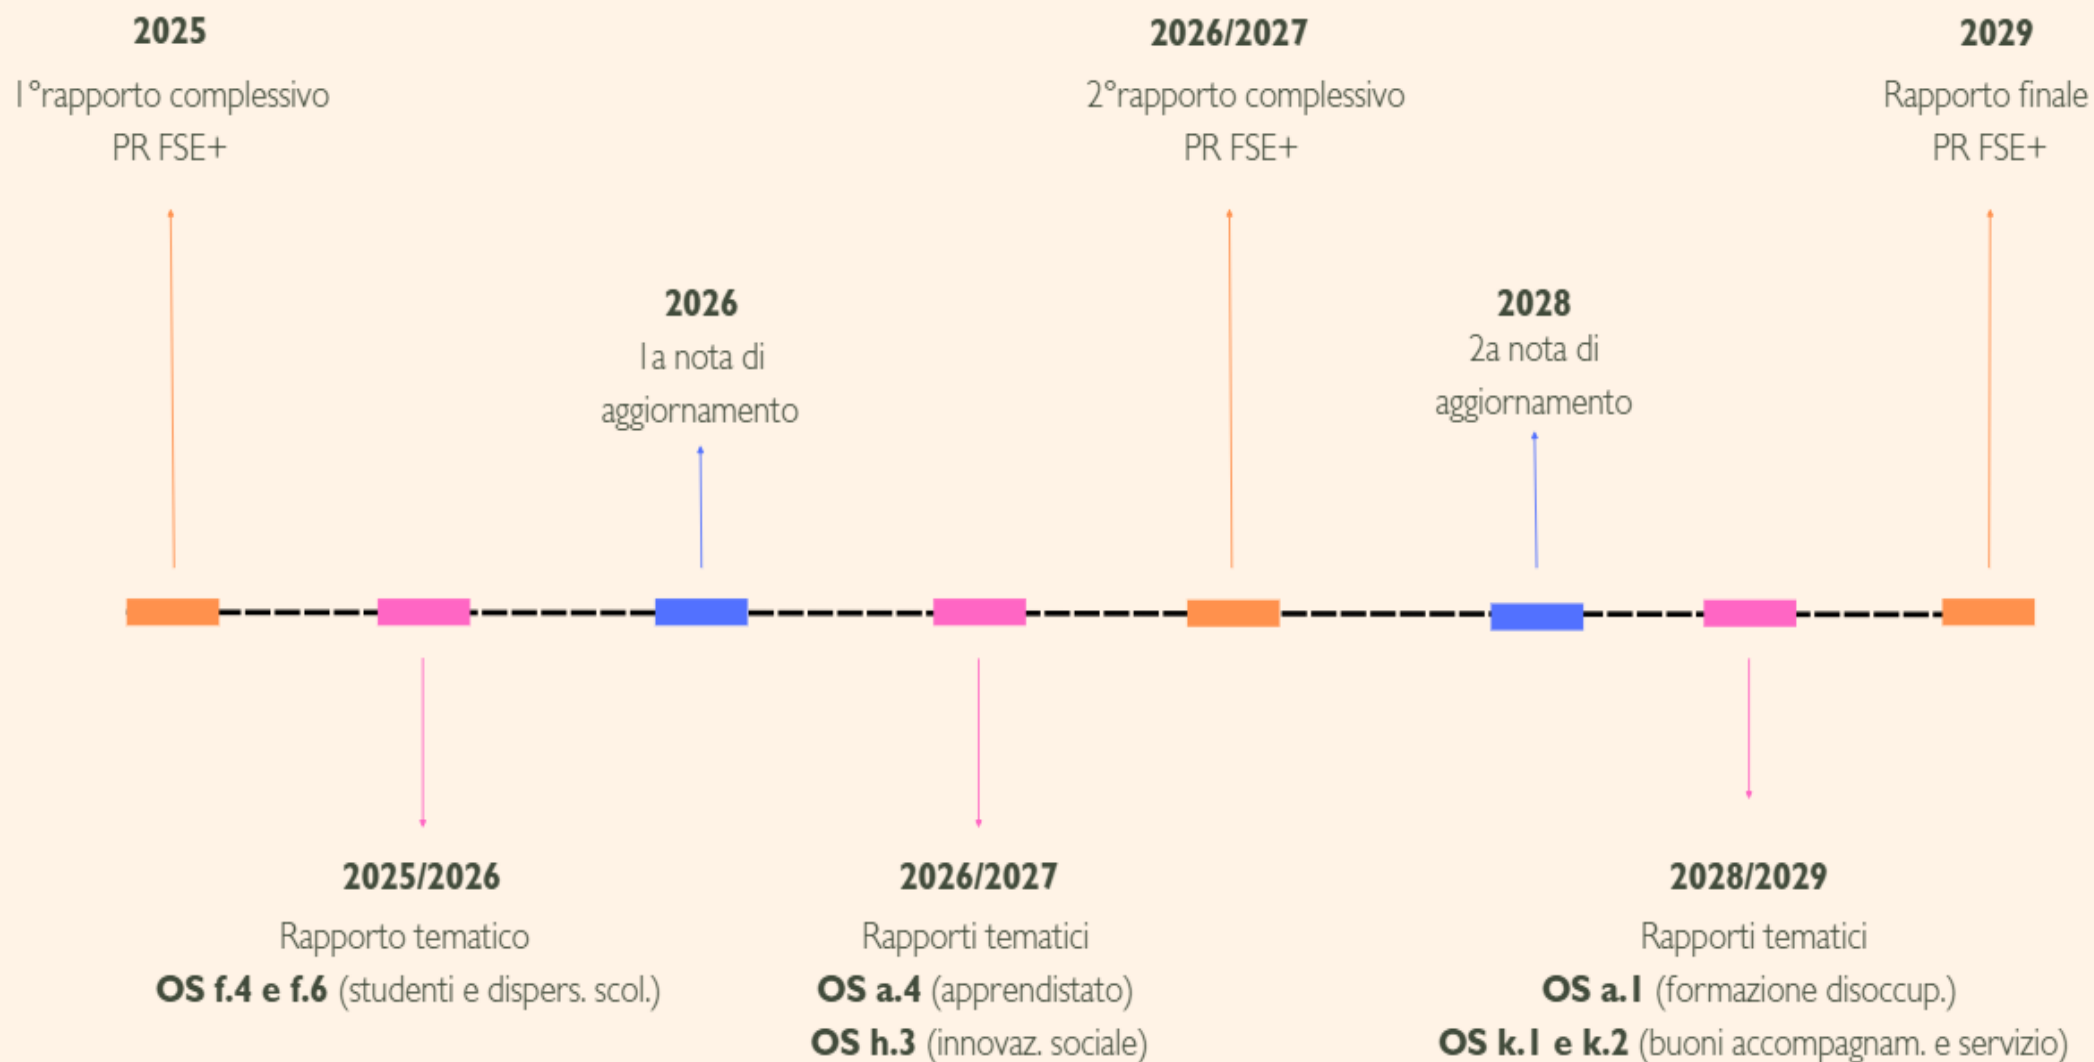 2025
1°rapporto complessivo
PR FSE+
2026/2027
2°rapporto complessivo
PR FSE+
2029
Rapporto finale
PR FSE+
2026
1a nota di
aggiornamento
2028
2a nota di
aggiornamento
2025/2026
Rapporto tematico
OS f.4 e f.6 (studenti e dispers. scol.)
2026/2027
Rapporti tematici
OS a.4 (apprendistato)
OS h.3 (innovaz. sociale)
2028/2029
Rapporti tematici
OS a.1 (formazione disoccup.)
OS k.1 e k.2 (buoni accompagnam. e servizio)